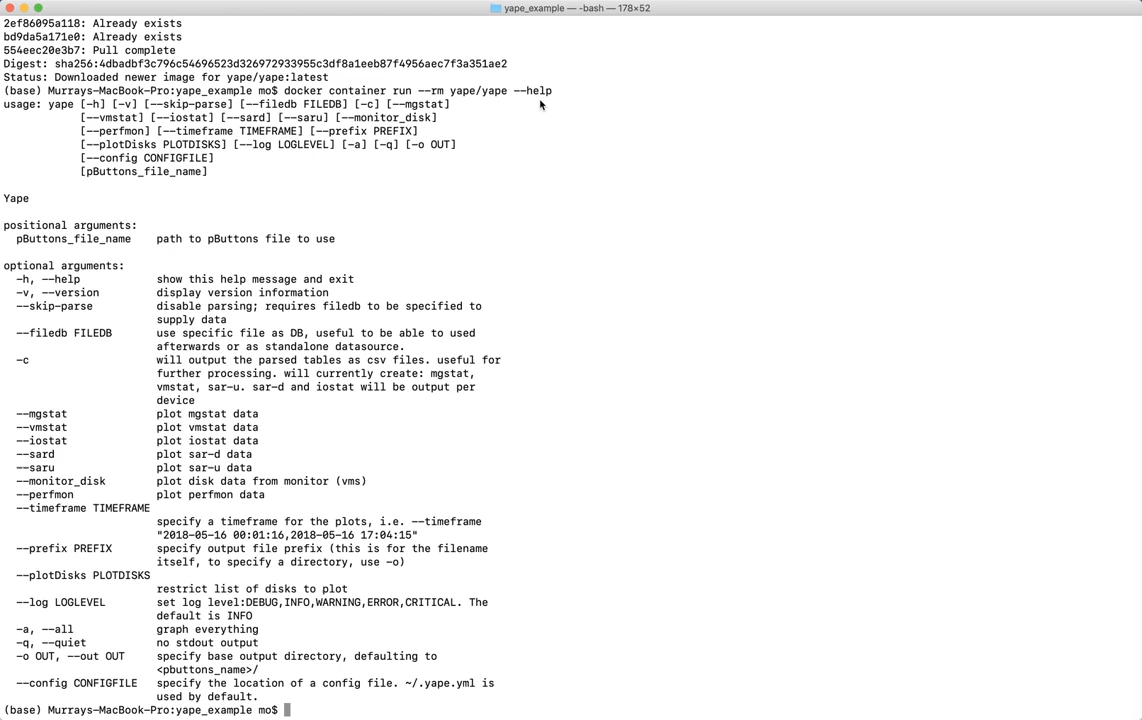 yape_example — -bash — 178×52
2ef86095a118: Already exists
bd9da5a171e0: Already exists
554eec20e3b7: Pull complete
Digest: sha256:4dbadbf3c796c54696523d326972933955c3df8a1eeb87f4956aec7f3a351ae2
Status: Downloaded newer image for yape/yape:latest
(base) Murrays-MacBook-Pro:yape_example mo$ docker container run --rm yape/yape --help
usage: yape [-h] [-v] [--skip-parse] [--filedb FILEDB] [-c] [--mgstat]
[--vmstat] [--iostat] [--sard] [--saru] [--monitor_disk]
[--perfmon] [--timeframe TIMEFRAME] [--prefix PREFIX]
[--plotDisks PLOTDISKS] [--log LOGLEVEL] [-a] [-q] [-o OUT]
[--config CONFIGFILE]
[pButtons_file_name]
Yape
positional arguments:
pButtons_file_name    path to pButtons file to use
optional arguments:
-h, --help            show this help message and exit
-v, --version         display version information
--skip-parse          disable parsing; requires filedb to be specified to
supply data
--filedb FILEDB       use specific file as DB, useful to be able to used
afterwards or as standalone datasource.
-c                    will output the parsed tables as csv files. useful for
further processing. will currently create: mgstat,
vmstat, sar-u. sar-d and iostat will be output per
device
--mgstat              plot mgstat data
--vmstat              plot vmstat data
--iostat              plot iostat data
--sard                plot sar-d data
--saru                plot sar-u data
--monitor_disk        plot disk data from monitor (vms)
--perfmon             plot perfmon data
--timeframe TIMEFRAME
specify a timeframe for the plots, i.e. --timeframe
"2018-05-16 00:01:16,2018-05-16 17:04:15"
--prefix PREFIX       specify output file prefix (this is for the filename
itself, to specify a directory, use -o)
--plotDisks PLOTDISKS
restrict list of disks to plot
--log LOGLEVEL        set log level:DEBUG,INFO,WARNING,ERROR,CRITICAL. The
default is INFO
-a, --all             graph everything
-q, --quiet           no stdout output
-o OUT, --out OUT     specify base output directory, defaulting to
<pbuttons_name>/
--config CONFIGFILE   specify the location of a config file. ~/.yape.yml is
used by default.
(base) Murrays-MacBook-Pro:yape_example mo$